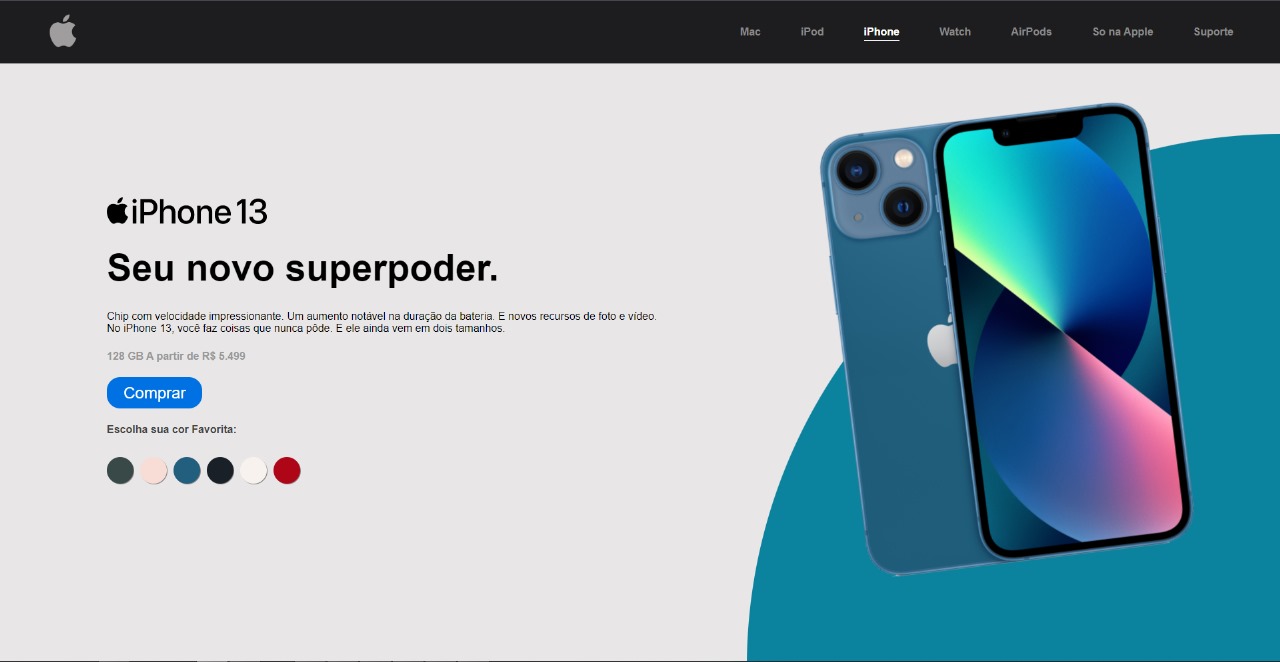 Mac iPod iPhone Watch AirPods So na Apple Suporte
iPhone 13
Seu novo superpoder.
Chip com velocidade impressionante. Um aumento notável na duração da bateria. E novos recursos de foto e vídeo.
No iPhone 13, você faz coisas que nunca pôde. E ele ainda vem em dois tamanhos.
128 GB A partir de R$ 5.499
Comprar
Escolha sua cor Favorita: